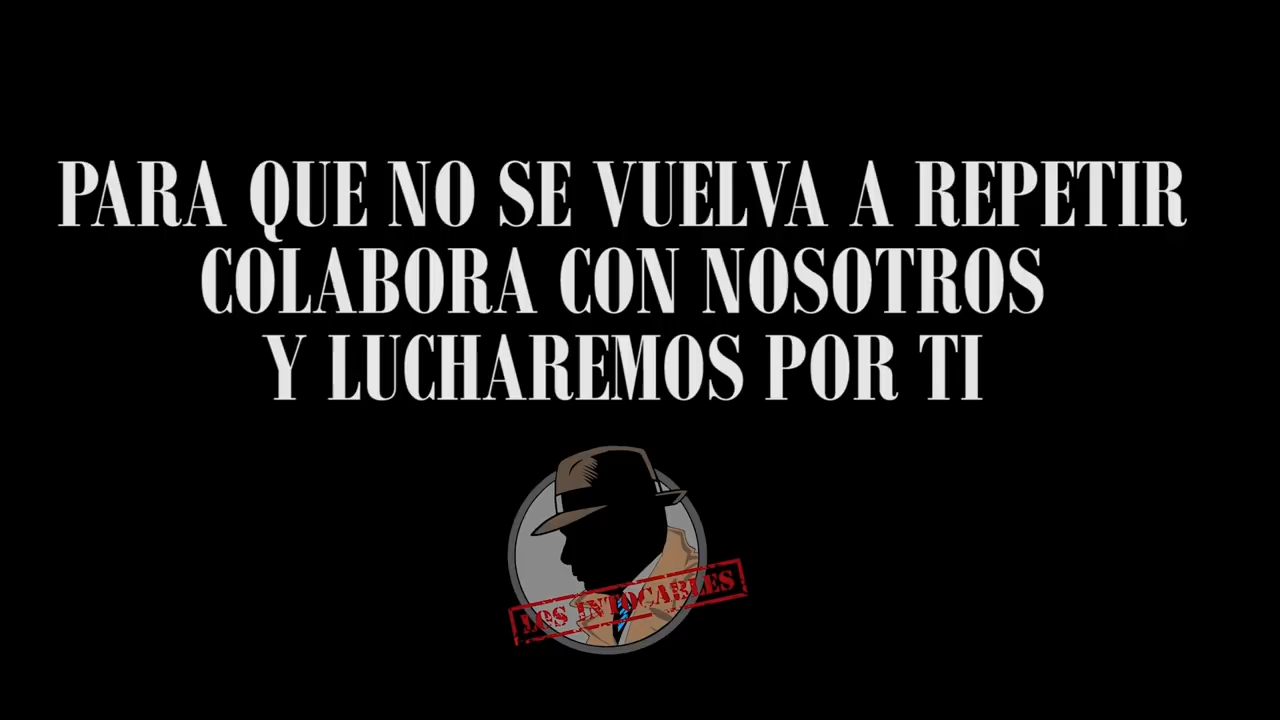 PARA QUE NO SE VUELVA A REPETIR
COLABORA CON NOSOTROS
Y LUCHAREMOS POR TI
LOS INTOCABLES